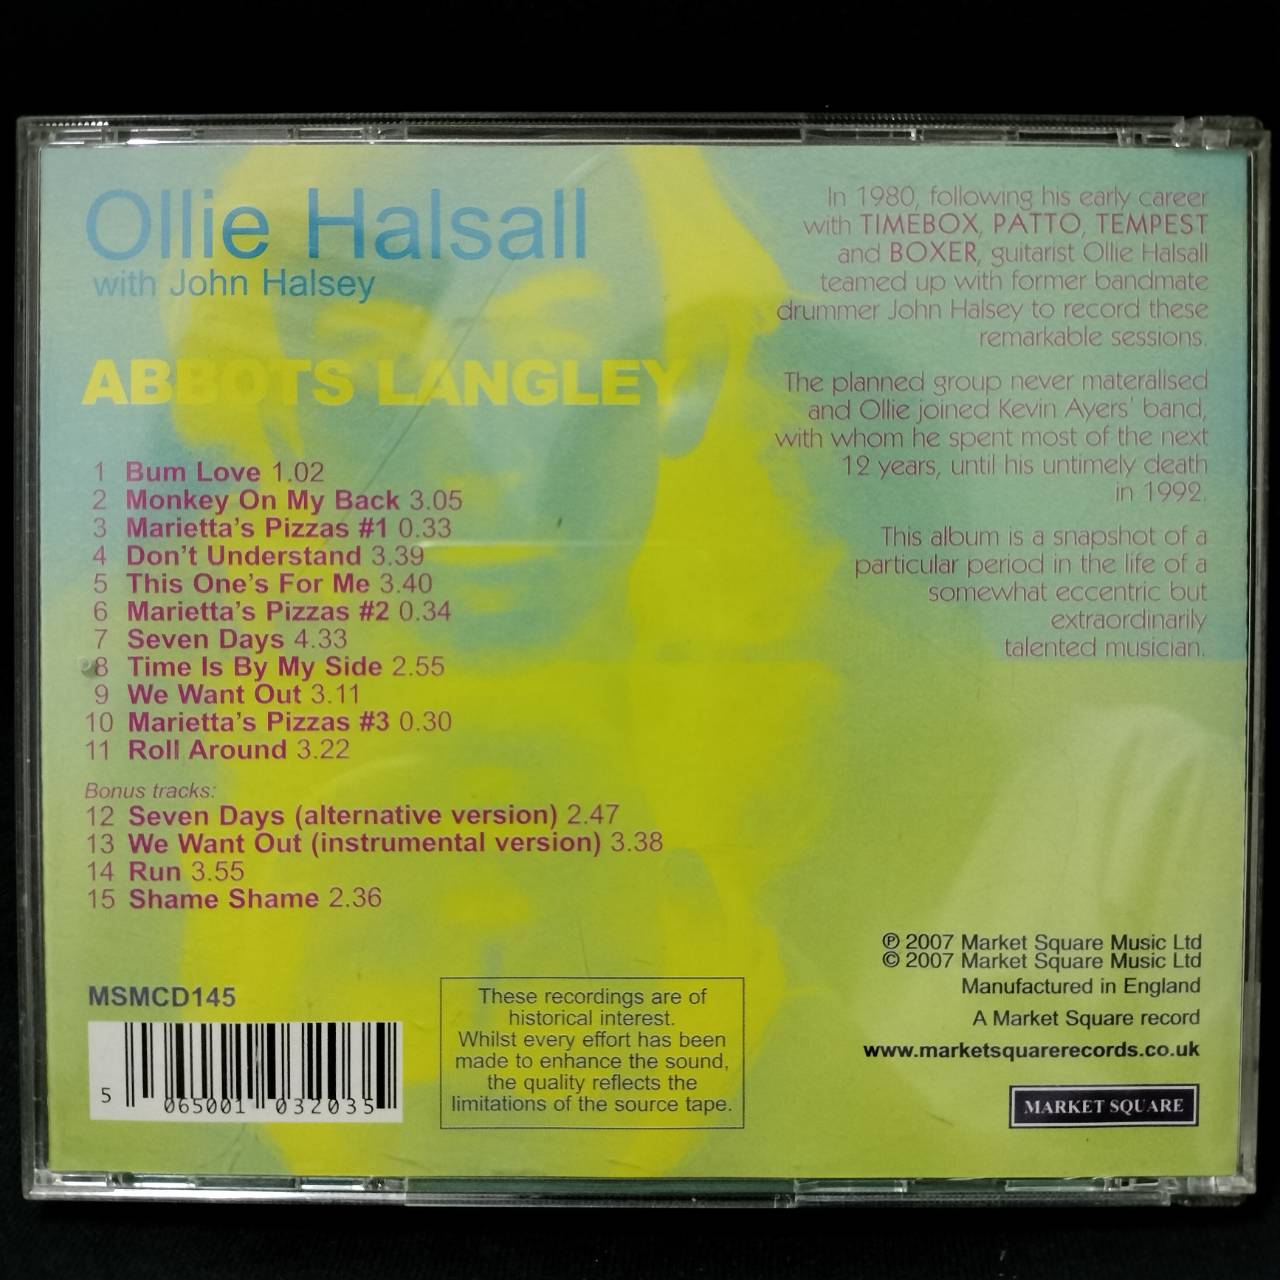 Ollie Halsall
with John Halsey
ABBOTS LANGLEY
1 Bum Love 1.02
2 Monkey On My Back 3.05
3 Marietta's Pizzas #1 0.33
4 Don't Understand 3.39
5 This One's For Me 3.40
6 Marietta's Pizzas #2 0.34
7 Seven Days 4.33
8 Time Is By My Side 2.55
9 We Want Out 3.11
10 Marietta's Pizzas #3 0.30
11 Roll Around 3.22
Bonus tracks:
12 Seven Days (alternative version) 2.47
13 We Want Out (instrumental version) 3.38
14 Run 3.55
15 Shame Shame 2.36
In 1980, following his early career
with TIMEBOX, PATTO, TEMPEST
and BOXER, guitarist Ollie Halsall
teamed up with former bandmate
drummer John Halsey to record these
remarkable sessions.
The planned group never materalised
and Ollie joined Kevin Ayers' band,
with whom he spent most of the next
12 years, until his untimely death
in 1992.
This album is a snapshot of a
particular period in the life of a
somewhat eccentric but
extraordinarily
talented musician.
MSMCD145
5 065001 032035
These recordings are of
historical interest.
Whilst every effort has been
made to enhance the sound,
the quality reflects the
limitations of the source tape.
℗ 2007 Market Square Music Ltd
© 2007 Market Square Music Ltd
Manufactured in England
A Market Square record
www.marketsquarerecords.co.uk
MARKET SQUARE